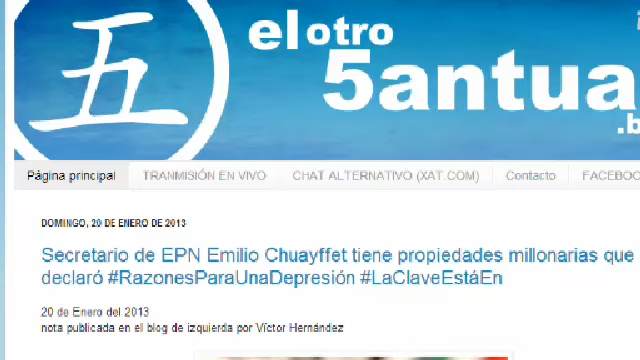 五
el otro
5antua
.b
Página principal
TRANMISIÓN EN VIVO
CHAT ALTERNATIVO (XAT.COM)
Contacto
FACEBOO
DOMINGO, 20 DE ENERO DE 2013
Secretario de EPN Emilio Chuayffet tiene propiedades millonarias que
declaró #RazonesParaUnaDepresión #LaClaveEstáEn
20 de Enero del 2013
nota publicada en el blog de izquierda por Víctor Hernández